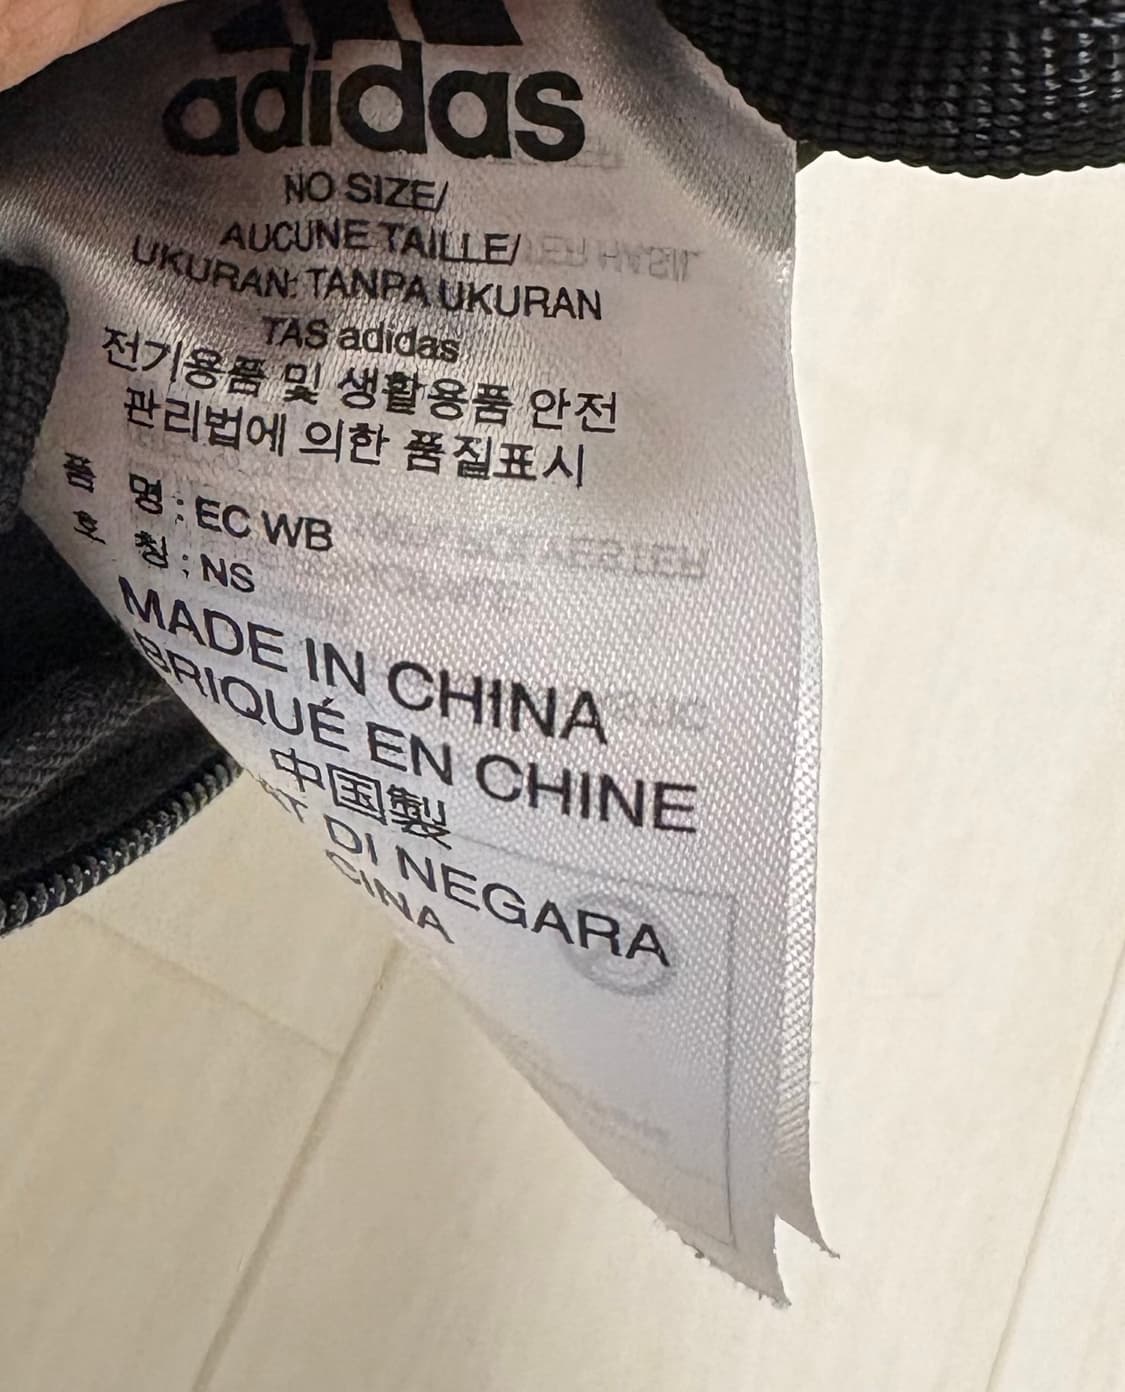 adidas
NO SIZE/
AUCUNE TAILLE/
UKURAN: TANPA UKURAN
TAS adidas
전기용품 및 생활용품 안전
관리법에 의한 품질표시
품 명 : EC WB
호 칭 : NS
MADE IN CHINA
BRIQUÉ EN CHINE
中国製
AT DI NEGARA
CINA